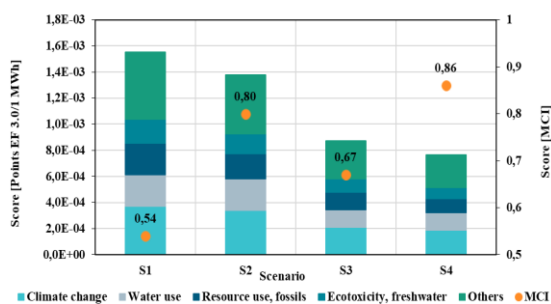 1,8E-03
1,6E-03
1,4E-03
1,2E-03
1,0E-03
8,0E-04
6,0E-04
4,0E-04
2,0E-04
0,0E+00
Score [Points EF 3.0/1 MWh]
1
0,9
0,8
0,7
0,6
0,5
Score [MCI]
0,54
0,80
0,67
0,86
S1
S2
S3
S4
Scenario
Climate change
Water use
Resource use, fossils
Ecotoxicity, freshwater
Others
MCI